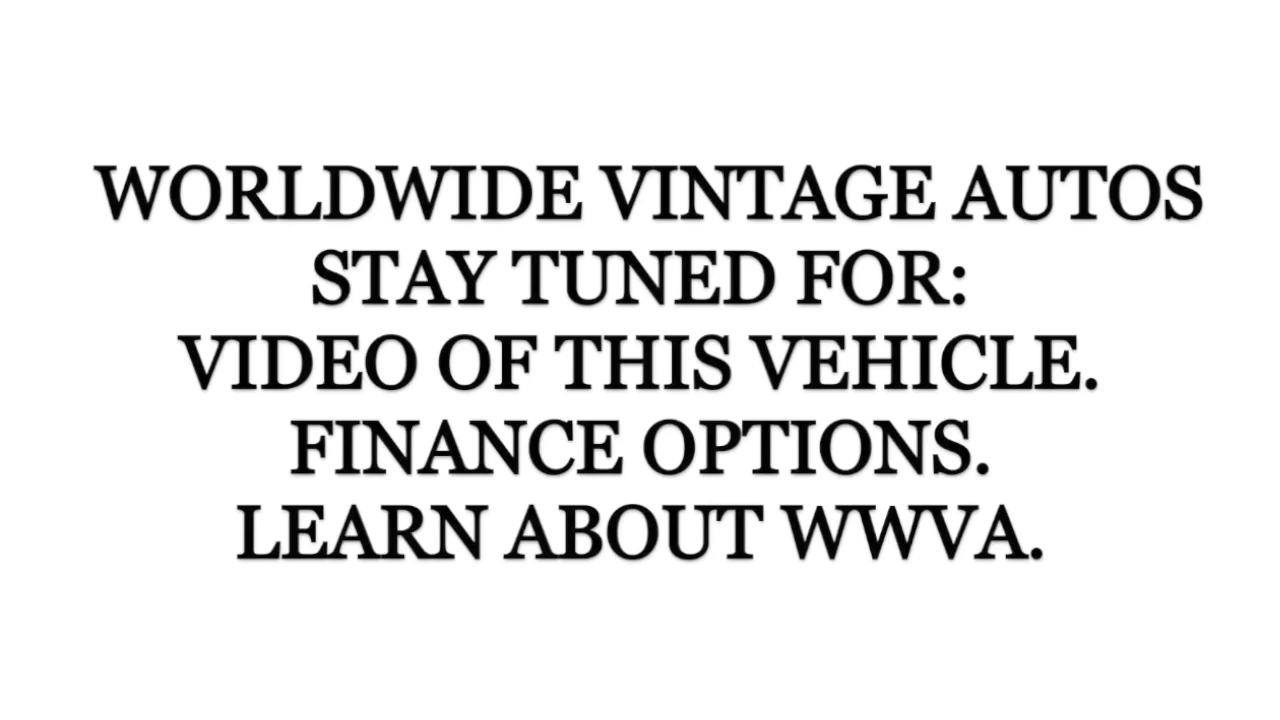 WORLDWIDE VINTAGE AUTOS
STAY TUNED FOR:
VIDEO OF THIS VEHICLE.
FINANCE OPTIONS.
LEARN ABOUT WWVA.